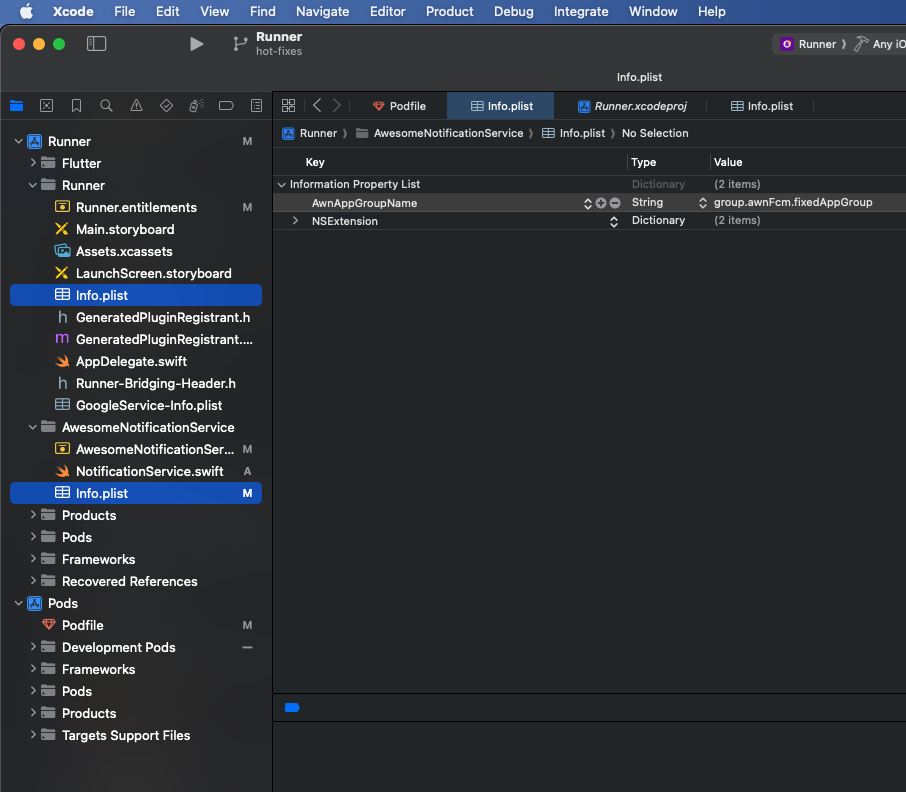 Xcode File Edit View Find Navigate Editor Product Debug Integrate Window Help
Runner
hot-fixes
Runner ⟩ Any iO
Info.plist
Podfile Info.plist Runner.xcodeproj Info.plist
Runner ⟩ AwesomeNotificationService ⟩ Info.plist ⟩ No Selection
Key Type Value
Information Property List Dictionary (2 items)
AwnAppGroupName String group.awnFcm.fixedAppGroup
NSExtension Dictionary (2 items)
Runner M
Flutter
Runner
Runner.entitlements M
Main.storyboard
Assets.xcassets
LaunchScreen.storyboard
Info.plist
h GeneratedPluginRegistrant.h
m GeneratedPluginRegistrant....
AppDelegate.swift
h Runner-Bridging-Header.h
GoogleService-Info.plist
AwesomeNotificationService
AwesomeNotificationSer... M
NotificationService.swift A
Info.plist M
Products
Pods
Frameworks
Recovered References
Pods
Podfile M
Development Pods
Frameworks
Pods
Products
Targets Support Files